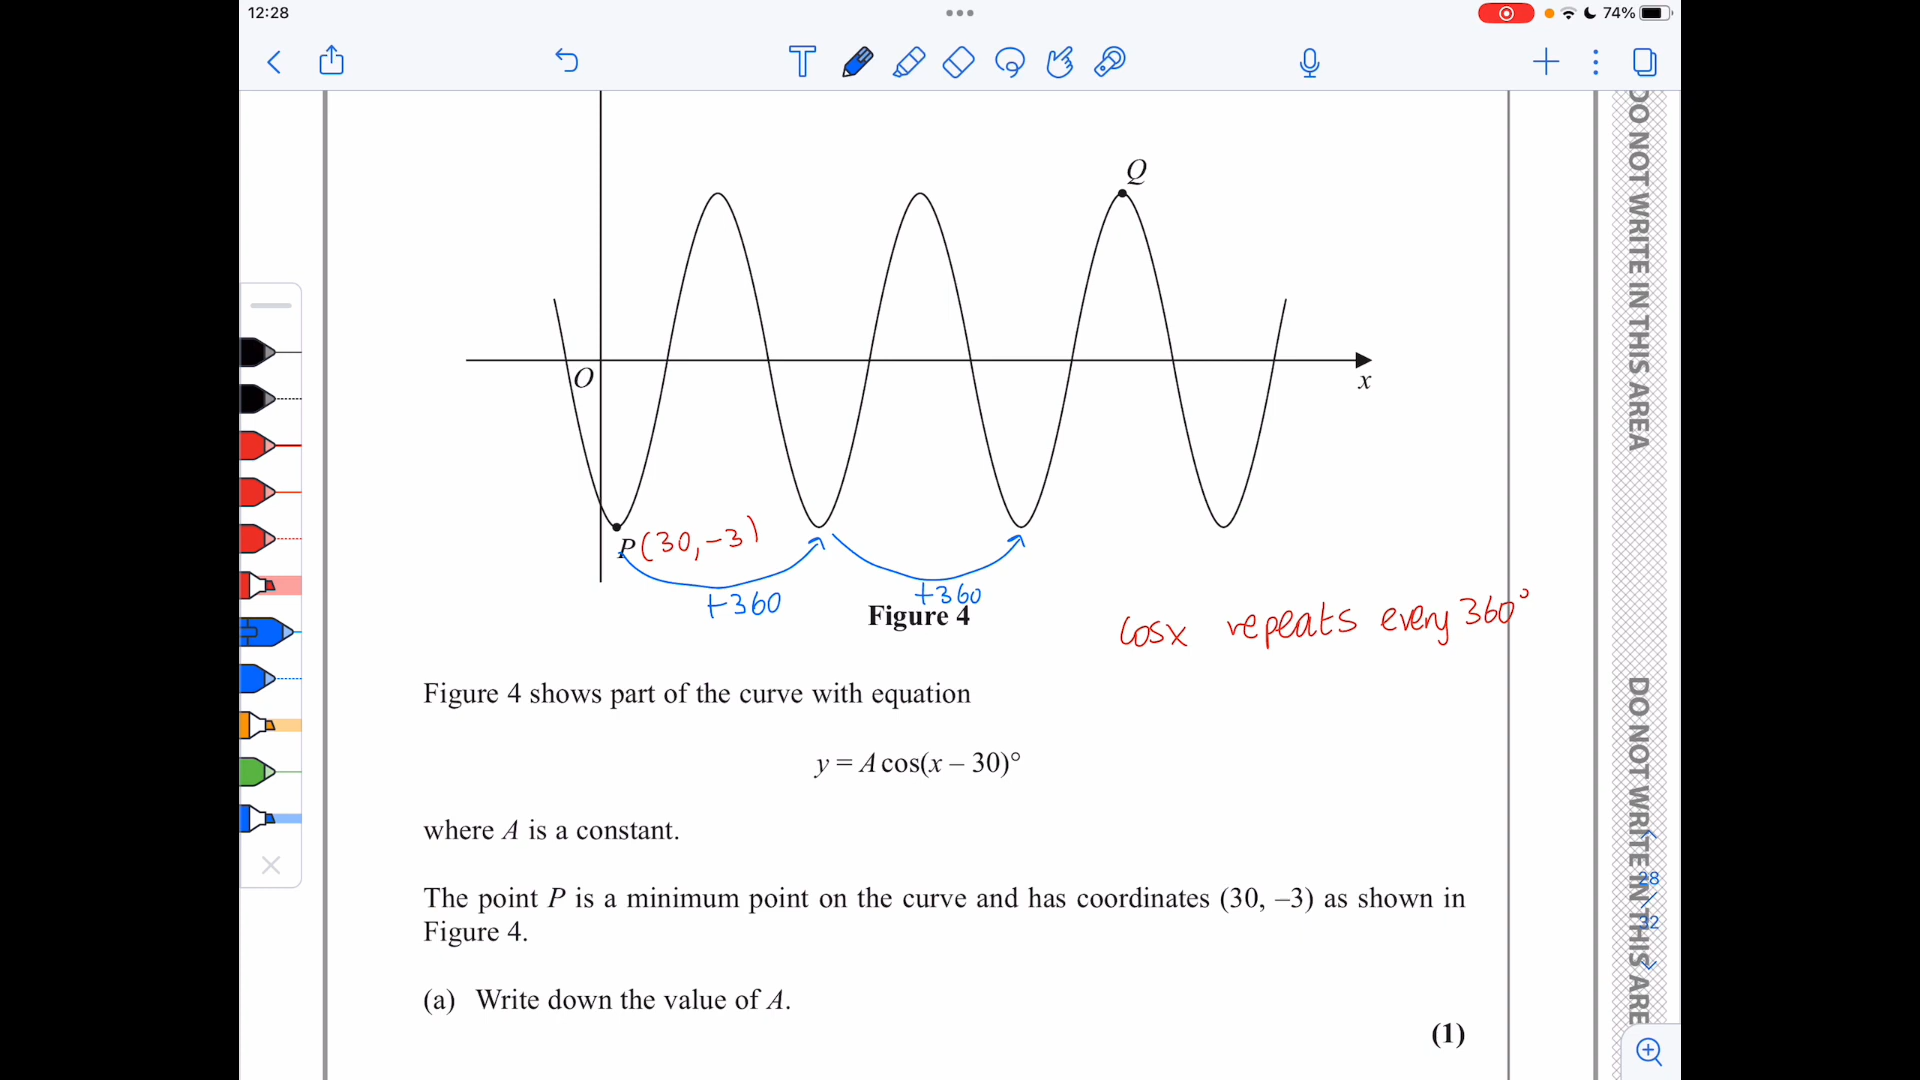 12:28
74%
T
DO NOT WRITE IN THIS AREA
Q
O
x
P (30, -3)
+360
+360
Figure 4
cosx repeats every 360°
Figure 4 shows part of the curve with equation
y = A cos(x – 30)°
where A is a constant.
The point P is a minimum point on the curve and has coordinates (30, –3) as shown in
Figure 4.
(a) Write down the value of A.
(1)
DO NOT WRITE IN THIS ARE
28
/
32